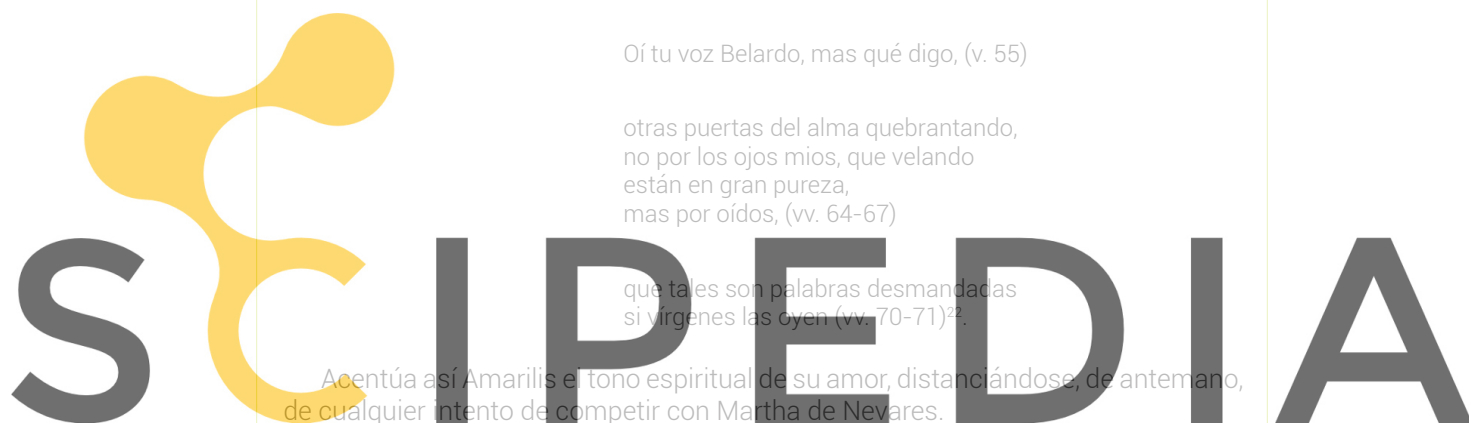 Oí tu voz Belardo, mas qué digo, (v. 55)
otras puertas del alma quebrantando,
no por los ojos mios, que velando
están en gran pureza,
mas por oídos, (vv. 64-67)
SCIPEDIA
que tales son palabras desmandadas
si vírgenes las oyen (vv. 70-71)²².
Acentúa así Amarilis el tono espiritual de su amor, distanciándose, de antemano,
de cualquier intento de competir con Martha de Nevares.